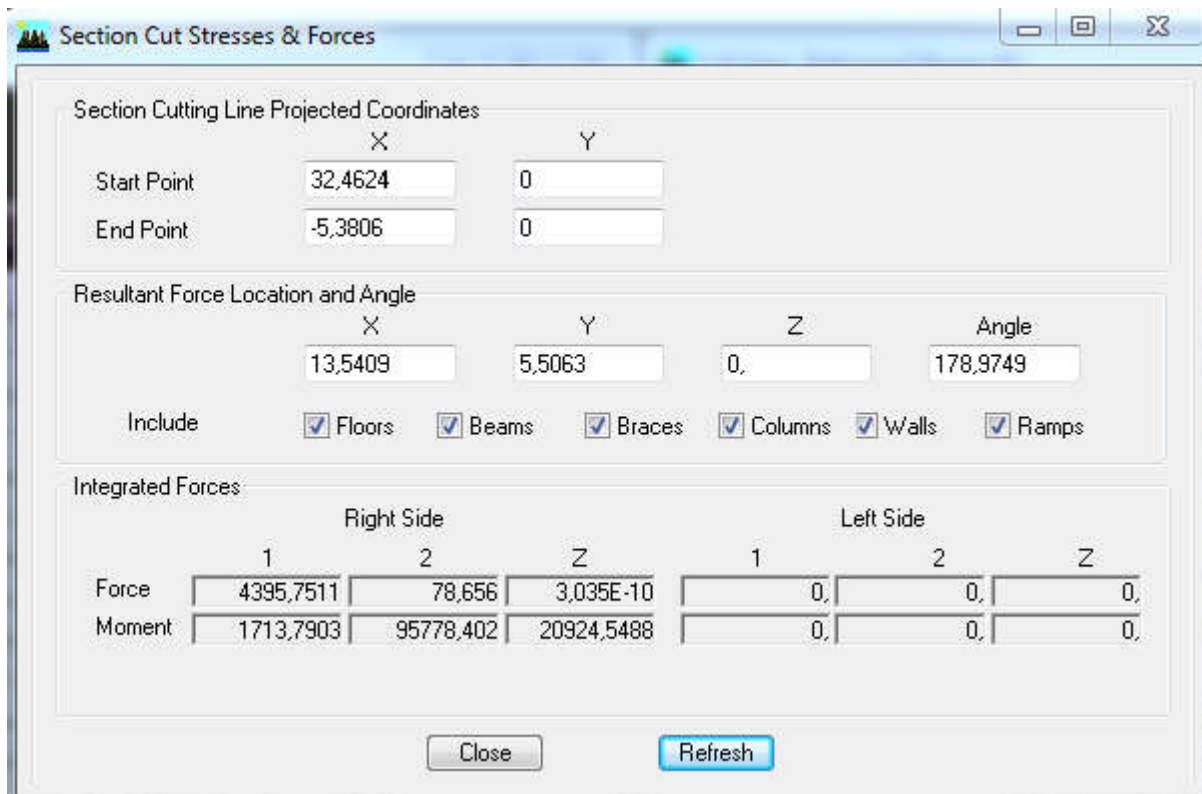 Section Cut Stresses & Forces
Section Cutting Line Projected Coordinates
X Y
Start Point 32,4624 0
End Point -5,3806 0
Resultant Force Location and Angle
X Y Z Angle
13,5409 5,5063 0, 178,9749
Include Floors Beams Braces Columns Walls Ramps
Integrated Forces
Right Side Left Side
1 2 Z 1 2 Z
Force 4395,7511 78,656 3,035E-10 0, 0, 0,
Moment 1713,7903 95778,402 20924,5488 0, 0, 0,
Close Refresh